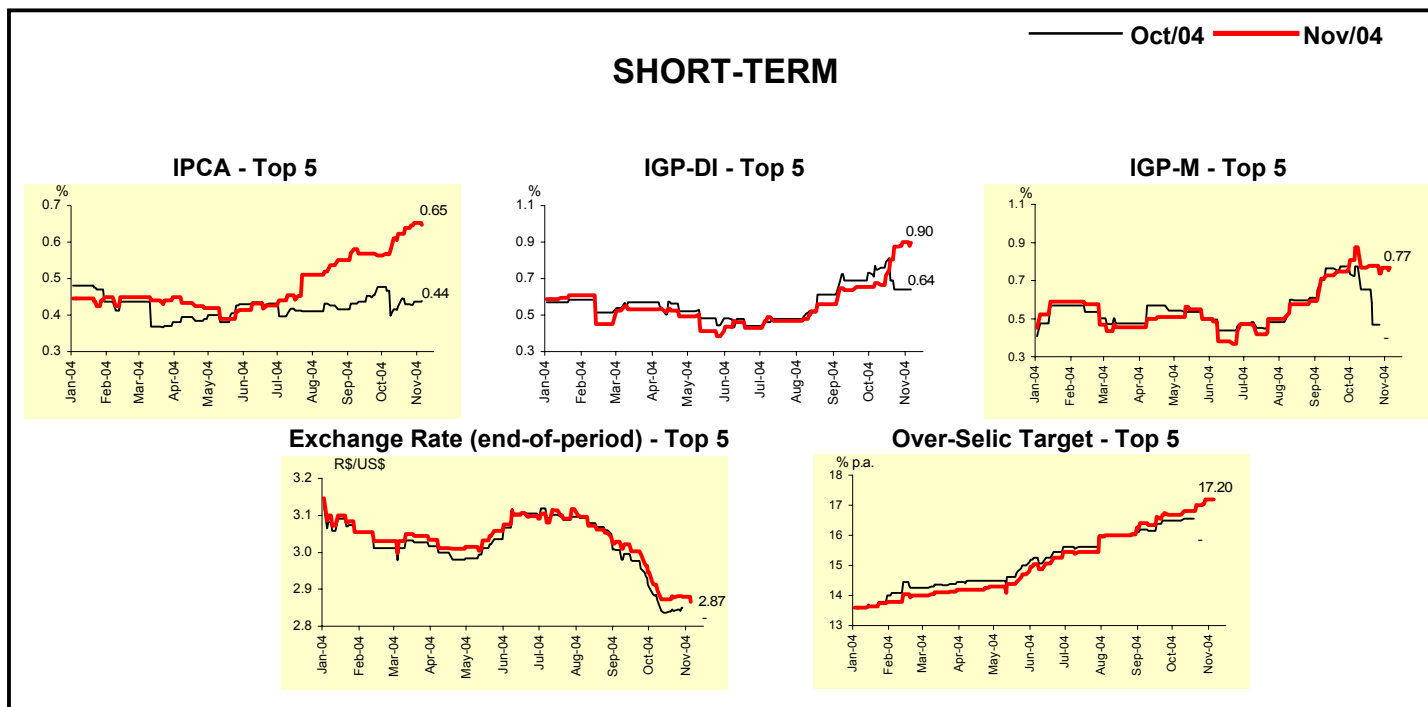 Oct/04 Nov/04
SHORT-TERM
IPCA - Top 5
%
0.7
0.6
0.5
0.4
0.3
0.65
0.44
Jan-04 Feb-04 Mar-04 Apr-04 May-04 Jun-04 Jul-04 Aug-04 Sep-04 Oct-04 Nov-04
IGP-DI - Top 5
%
1.1
0.9
0.7
0.5
0.3
0.90
0.64
Jan-04 Feb-04 Mar-04 Apr-04 May-04 Jun-04 Jul-04 Aug-04 Sep-04 Oct-04 Nov-04
IGP-M - Top 5
%
1.1
0.9
0.7
0.5
0.3
0.77
-
Jan-04 Feb-04 Mar-04 Apr-04 May-04 Jun-04 Jul-04 Aug-04 Sep-04 Oct-04 Nov-04
Exchange Rate (end-of-period) - Top 5
R$/US$
3.2
3.1
3.0
2.9
2.8
2.87
-
Jan-04 Feb-04 Mar-04 Apr-04 May-04 Jun-04 Jul-04 Aug-04 Sep-04 Oct-04 Nov-04
Over-Selic Target - Top 5
% p.a.
18
17
16
15
14
13
17.20
-
Jan-04 Feb-04 Mar-04 Apr-04 May-04 Jun-04 Jul-04 Aug-04 Sep-04 Oct-04 Nov-04